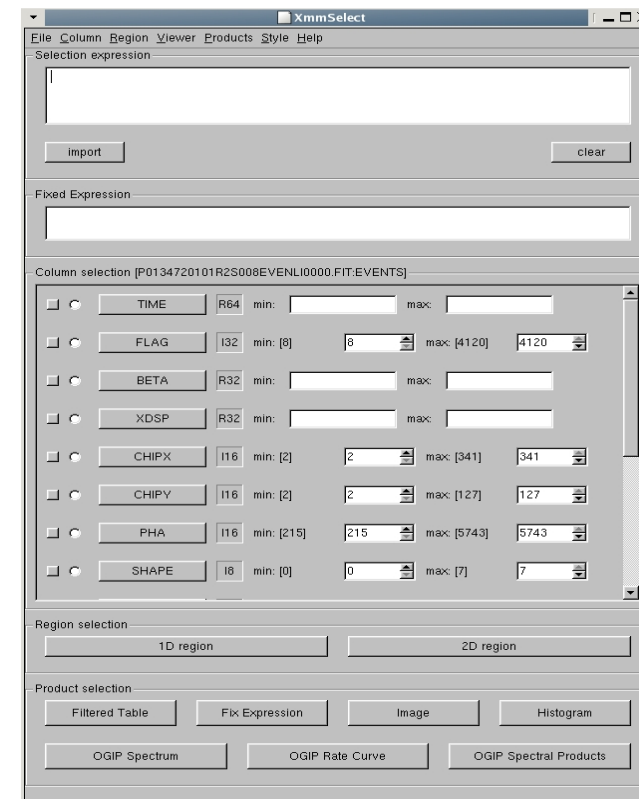 XmmSelect
File Column Region Viewer Products Style Help
Selection expression
import clear
Fixed Expression
Column selection [P0134720101R2S008EVENLI0000.FIT:EVENTS]
TIME R64 min: max:
FLAG I32 min: [8] 8 max: [4120] 4120
BETA R32 min: max:
XDSP R32 min: max:
CHIPX I16 min: [2] 2 max: [341] 341
CHIPY I16 min: [2] 2 max: [127] 127
PHA I16 min: [215] 215 max: [5743] 5743
SHAPE I8 min: [0] 0 max: [7] 7
Region selection
1D region 2D region
Product selection
Filtered Table Fix Expression Image Histogram
OGIP Spectrum OGIP Rate Curve OGIP Spectral Products